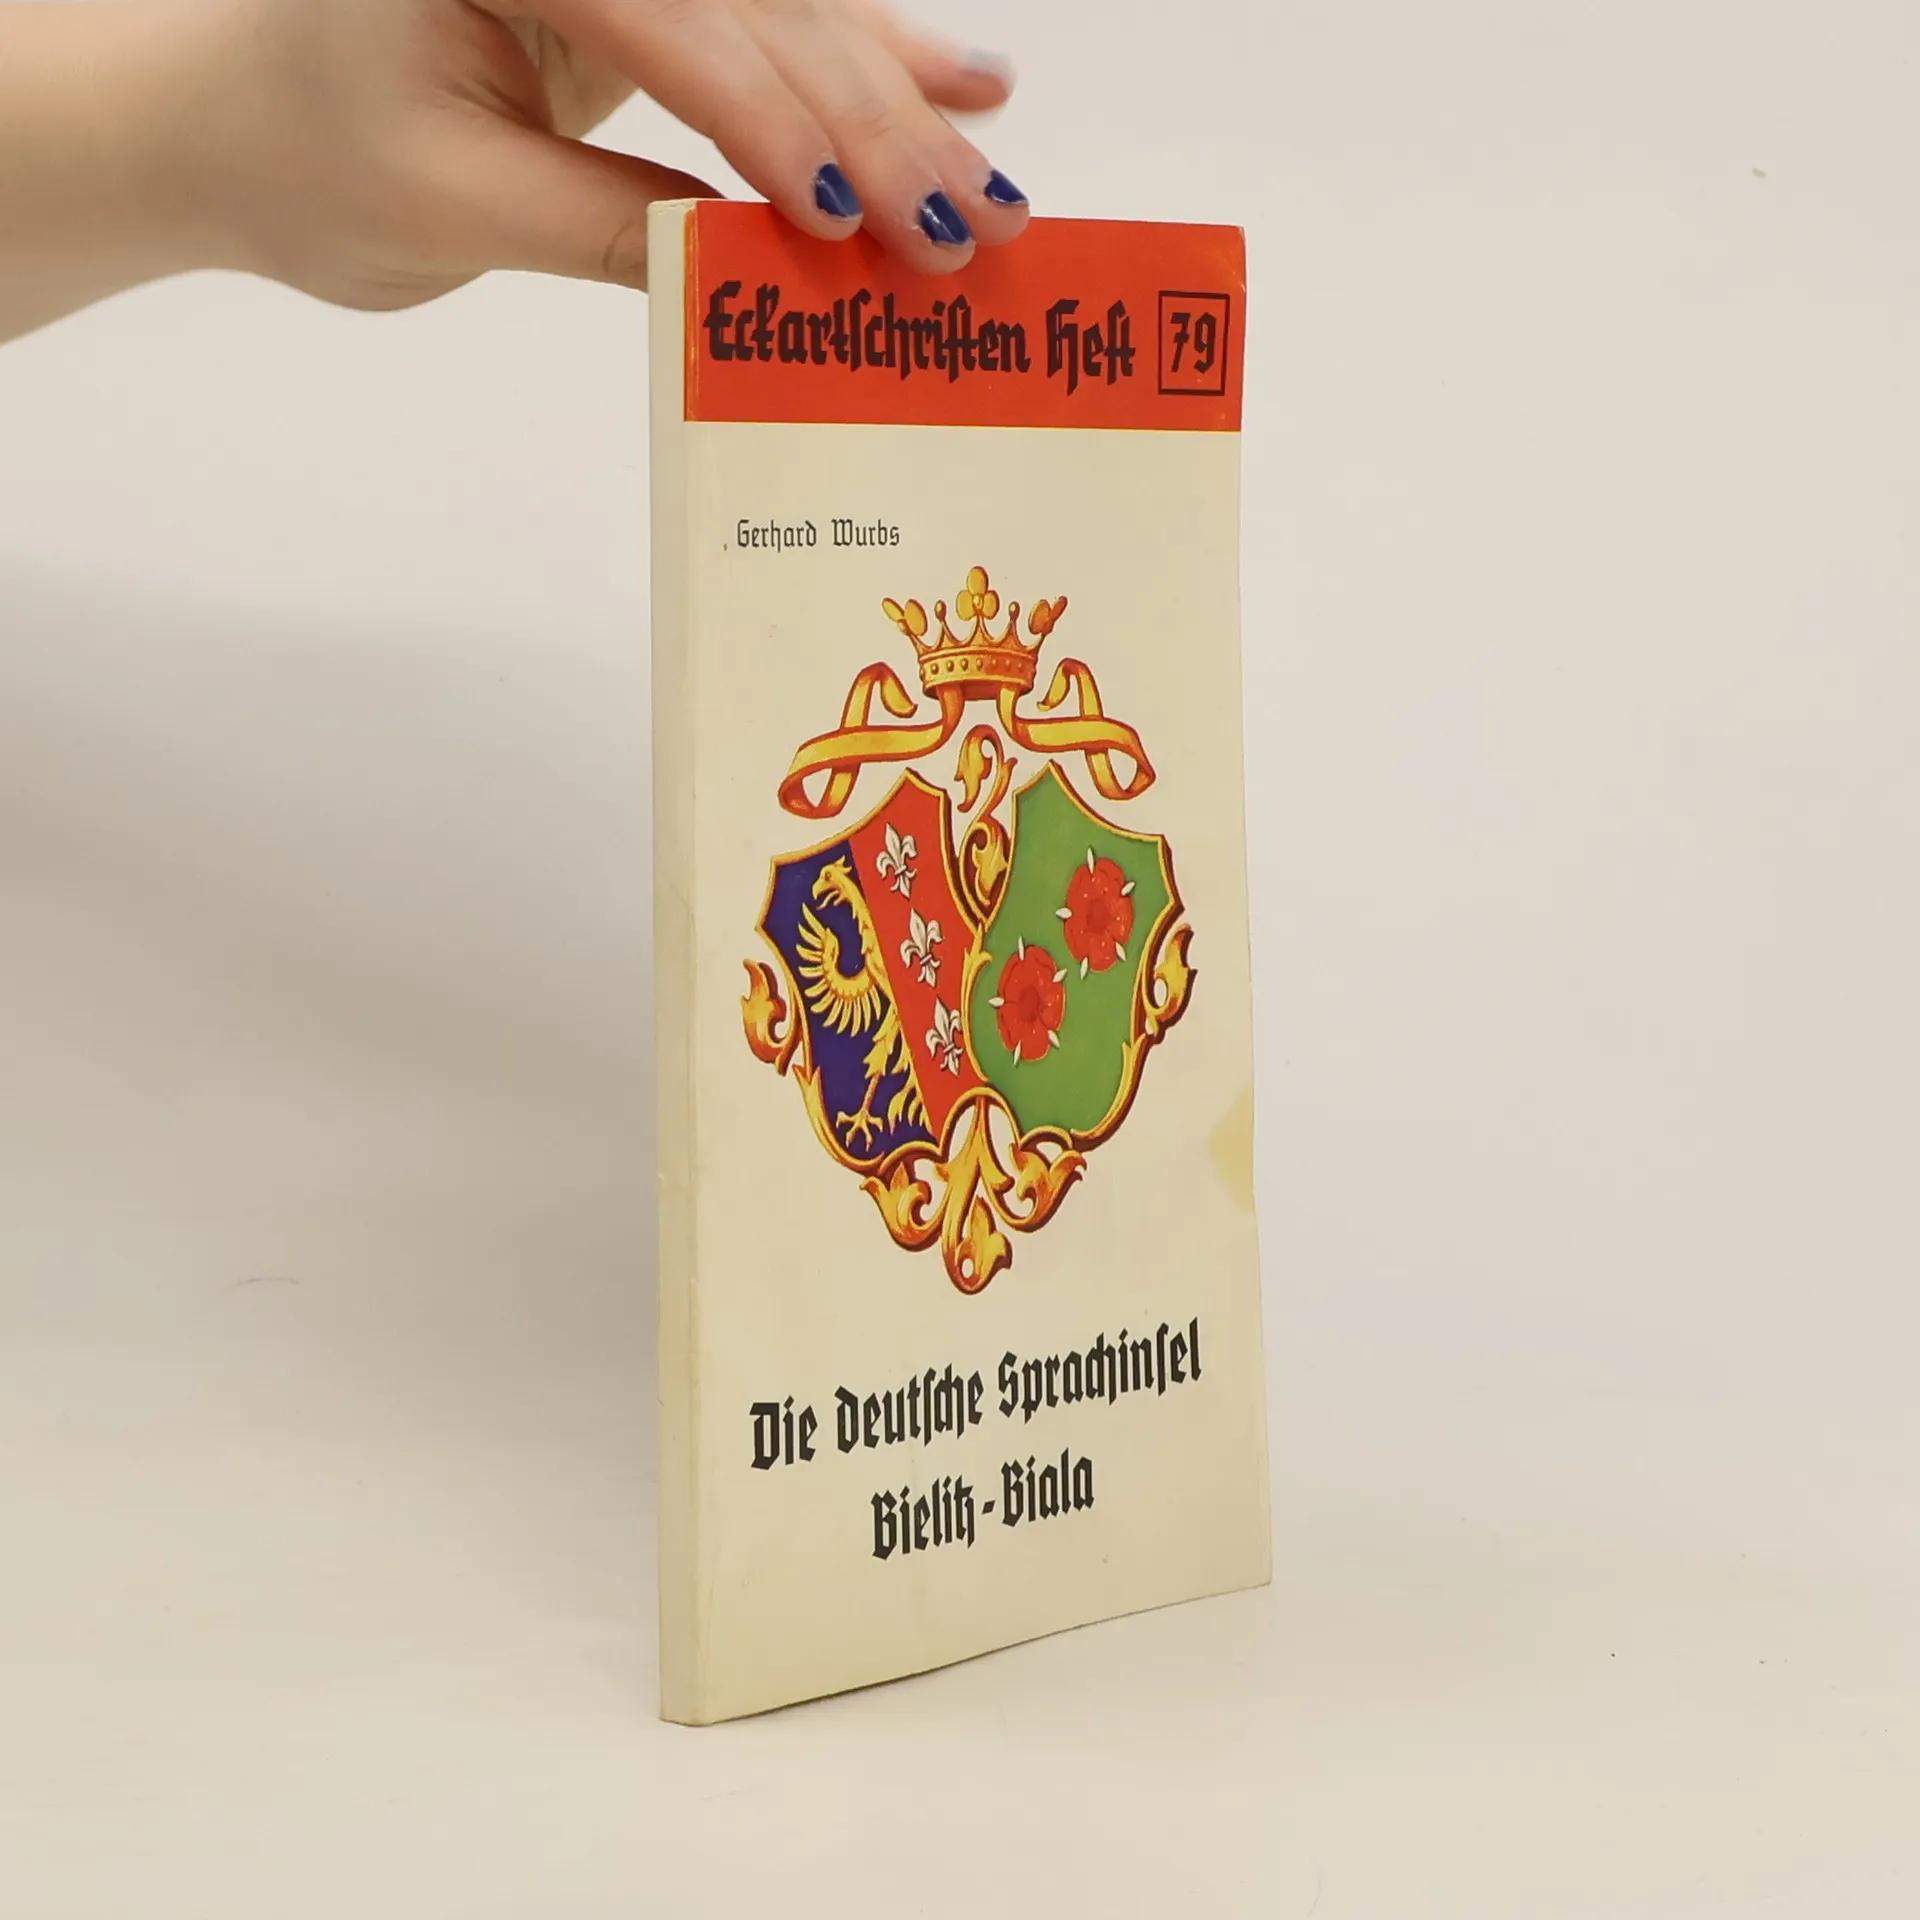 Eckartschriften Heft 79
Gerhard Wurbs
Die deutsche Sprachinsel
Bielitz-Biala